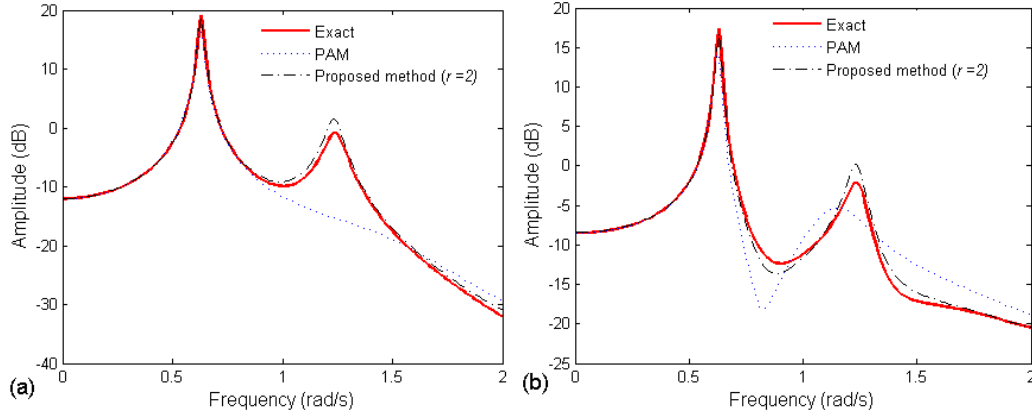 20
10
0
-10
-20
-30
-40
Amplitude (dB)
Exact
PAM
Proposed method (r =2)
0
0.5
1
1.5
2
Frequency (rad/s)
(a)
20
15
10
5
0
-5
-10
-15
-20
-25
Amplitude (dB)
Exact
PAM
Proposed method (r =2)
0
0.5
1
1.5
2
Frequency (rad/s)
(b)